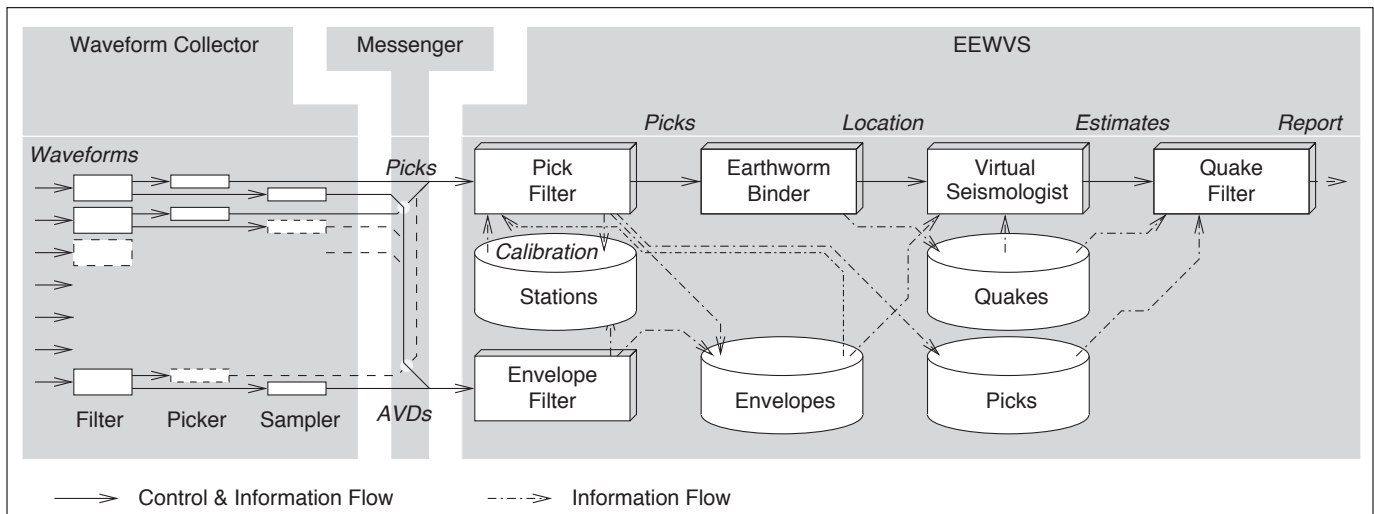 Waveform Collector
Messenger
EEWVS
Picks
Location
Estimates
Report
Waveforms
Picks
Pick
Filter
Earthworm
Binder
Virtual
Seismologist
Quake
Filter
Calibration
Stations
Quakes
Envelope
Filter
Envelopes
Picks
Filter
Picker
Sampler
AVDs
Control & Information Flow
Information Flow